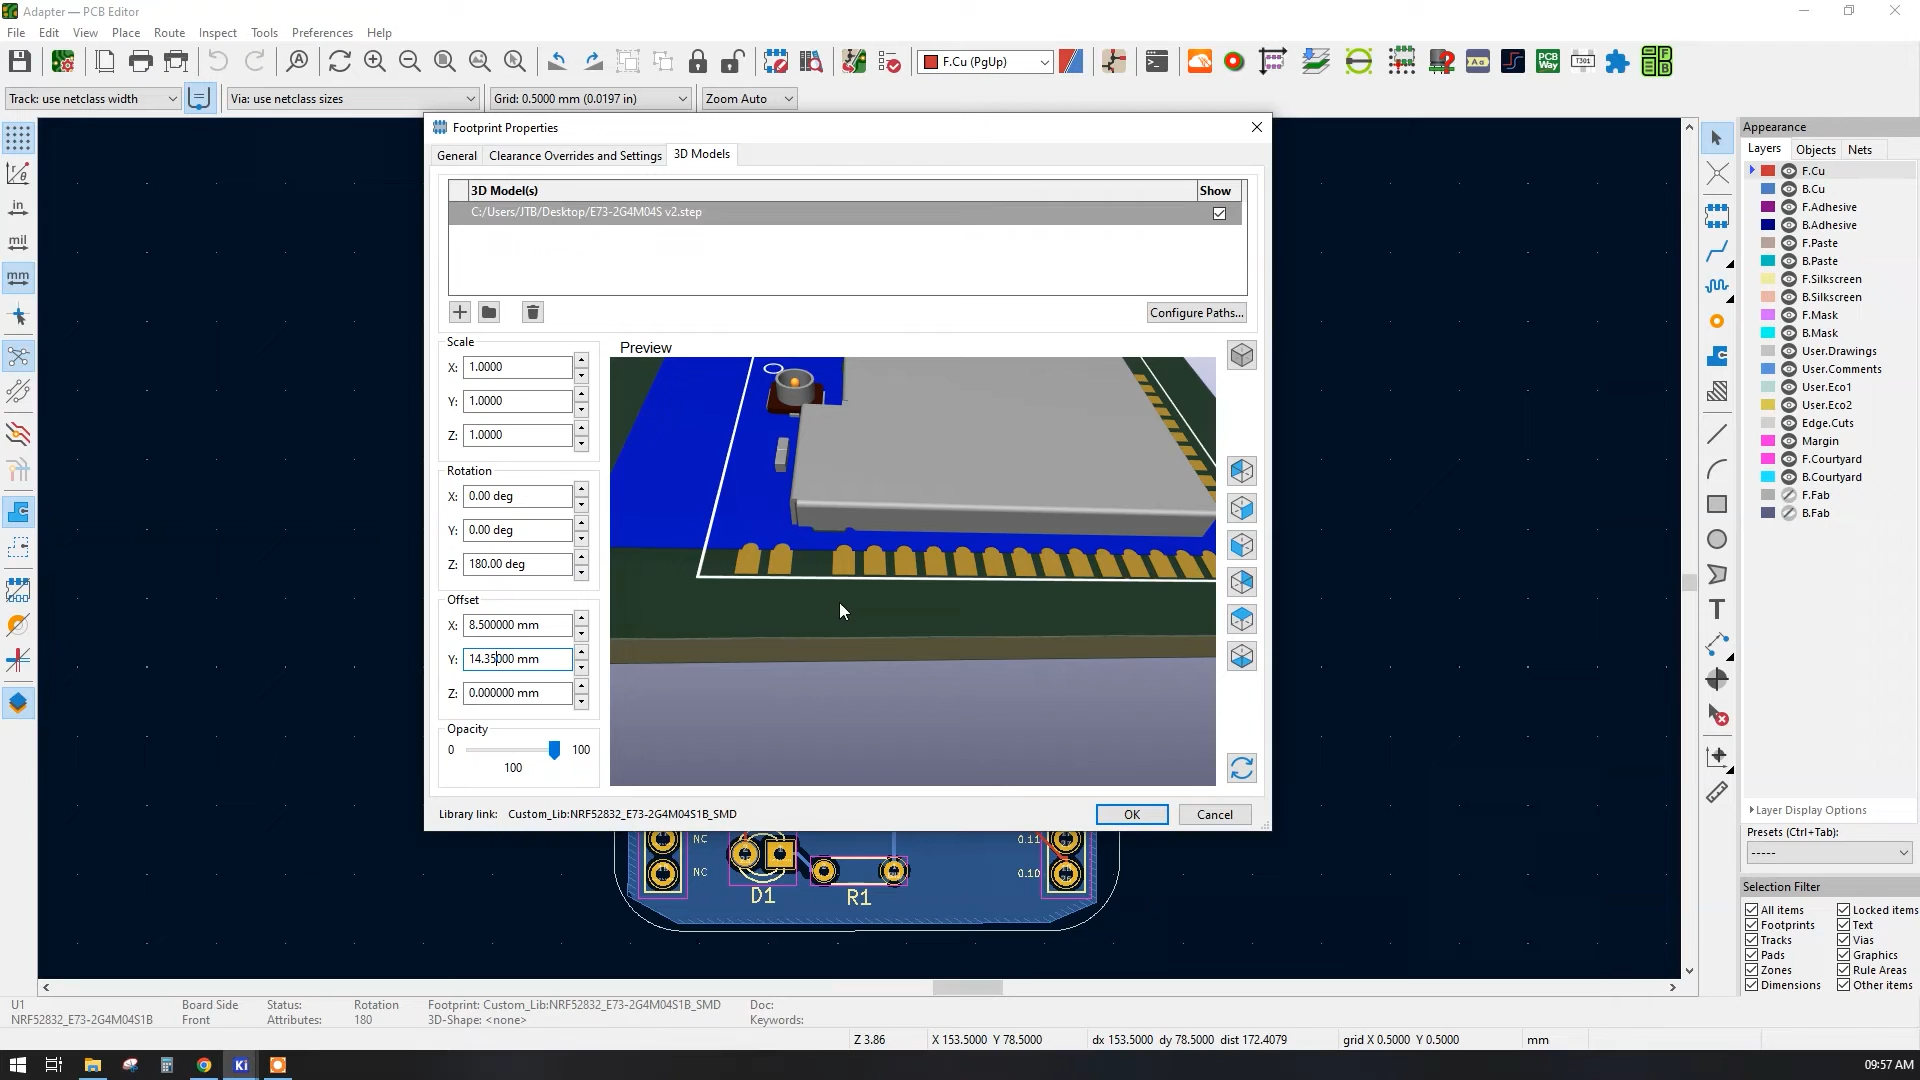 Adapter — PCB Editor
File Edit View Place Route Inspect Tools Preferences Help
F.Cu (PgUp)
Track: use netclass width
Via: use netclass sizes
Grid: 0.5000 mm (0.0197 in)
Zoom Auto
in
mil
mm
Footprint Properties
General Clearance Overrides and Settings 3D Models
3D Model(s) Show
C:/Users/JTB/Desktop/E73-2G4M04S v2.step
Configure Paths...
Scale
X: 1.0000
Y: 1.0000
Z: 1.0000
Rotation
X: 0.00 deg
Y: 0.00 deg
Z: 180.00 deg
Offset
X: 8.500000 mm
Y: 14.35000 mm
Z: 0.000000 mm
Opacity
0 100
100
Preview
Library link: Custom_Lib:NRF52832_E73-2G4M04S1B_SMD
OK Cancel
NC
NC
D1
R1
0.11
0.10
Appearance
Layers Objects Nets
F.Cu
B.Cu
F.Adhesive
B.Adhesive
F.Paste
B.Paste
F.Silkscreen
B.Silkscreen
F.Mask
B.Mask
User.Drawings
User.Comments
User.Eco1
User.Eco2
Edge.Cuts
Margin
F.Courtyard
B.Courtyard
F.Fab
B.Fab
Layer Display Options
Presets (Ctrl+Tab):
-----
Selection Filter
All items Locked items
Footprints Text
Tracks Vias
Pads Graphics
Zones Rule Areas
Dimensions Other items
U1 Board Side Status: Rotation Footprint: Custom_Lib:NRF52832_E73-2G4M04S1B_SMD Doc:
NRF52832_E73-2G4M04S1B Front Attributes: 180 3D-Shape: <none> Keywords:
Z 3.86 X 153.5000 Y 78.5000 dx 153.5000 dy 78.5000 dist 172.4079 grid X 0.5000 Y 0.5000 mm
Ki
09:57 AM